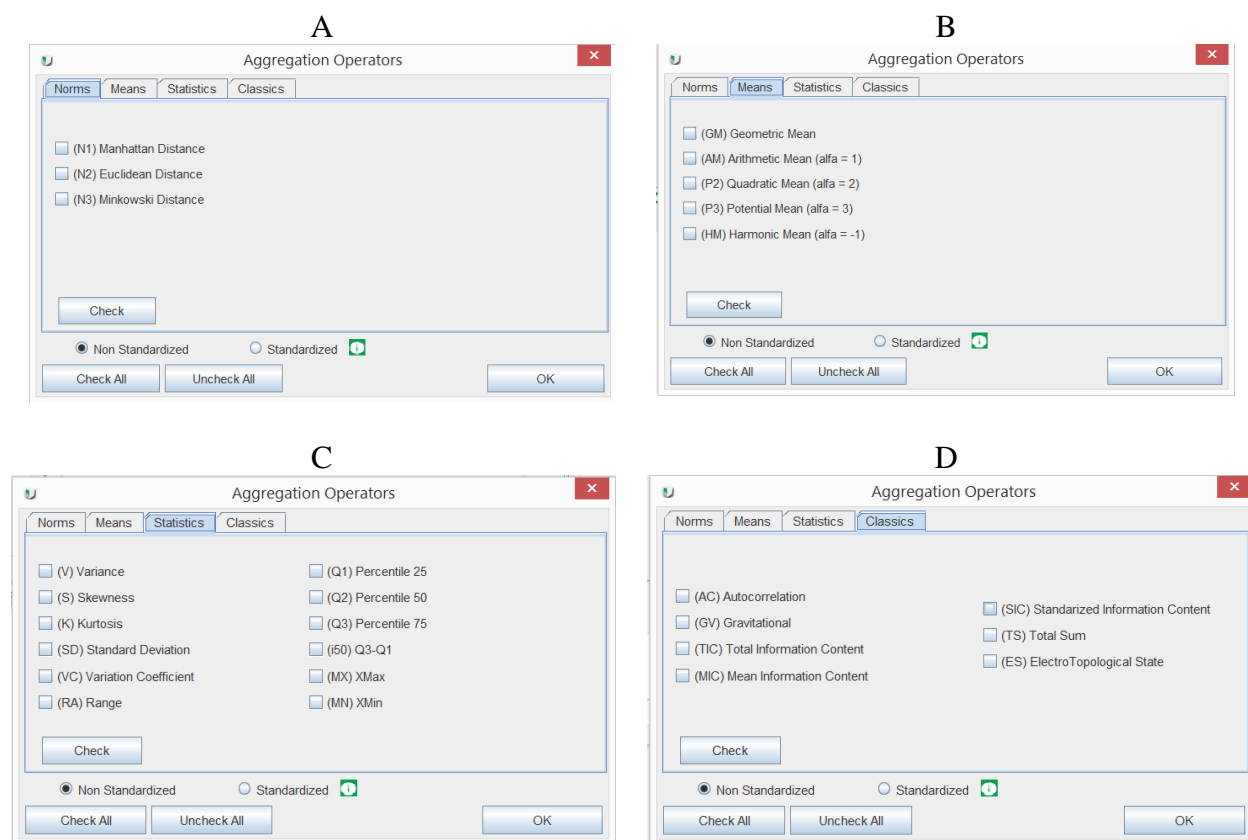 A
Aggregation Operators
Norms Means Statistics Classics
(N1) Manhattan Distance
(N2) Euclidean Distance
(N3) Minkowski Distance
Check
Non Standardized Standardized
Check All Uncheck All OK
B
Aggregation Operators
Norms Means Statistics Classics
(GM) Geometric Mean
(AM) Arithmetic Mean (alfa = 1)
(P2) Quadratic Mean (alfa = 2)
(P3) Potential Mean (alfa = 3)
(HM) Harmonic Mean (alfa = -1)
Check
Non Standardized Standardized
Check All Uncheck All OK
C
Aggregation Operators
Norms Means Statistics Classics
(V) Variance
(S) Skewness
(K) Kurtosis
(SD) Standard Deviation
(VC) Variation Coefficient
(RA) Range
(Q1) Percentile 25
(Q2) Percentile 50
(Q3) Percentile 75
(i50) Q3-Q1
(MX) XMax
(MN) XMin
Check
Non Standardized Standardized
Check All Uncheck All OK
D
Aggregation Operators
Norms Means Statistics Classics
(AC) Autocorrelation
(GV) Gravitational
(TIC) Total Information Content
(MIC) Mean Information Content
(SIC) Standarized Information Content
(TS) Total Sum
(ES) ElectroTopological State
Check
Non Standardized Standardized
Check All Uncheck All OK